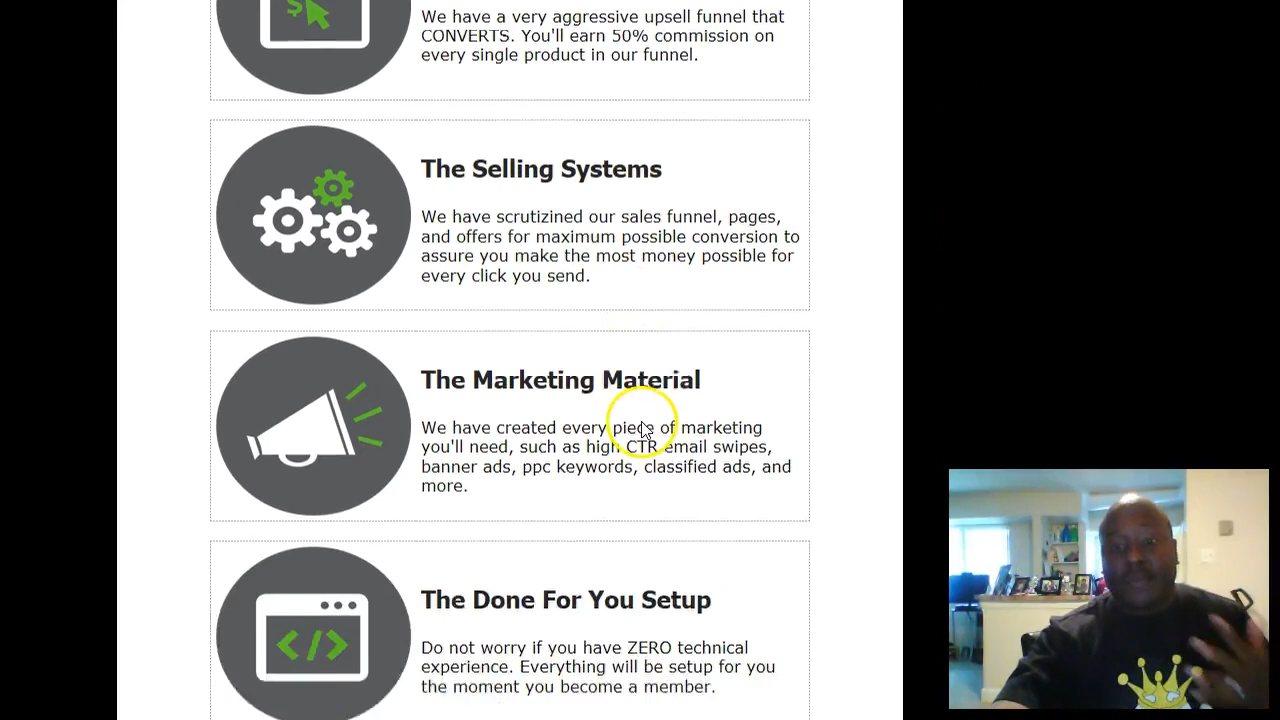 We have a very aggressive upsell funnel that
CONVERTS. You'll earn 50% commission on
every single product in our funnel.
The Selling Systems
We have scrutizined our sales funnel, pages,
and offers for maximum possible conversion to
assure you make the most money possible for
every click you send.
The Marketing Material
We have created every piece of marketing
you'll need, such as high CTR email swipes,
banner ads, ppc keywords, classified ads, and
more.
The Done For You Setup
Do not worry if you have ZERO technical
experience. Everything will be setup for you
the moment you become a member.